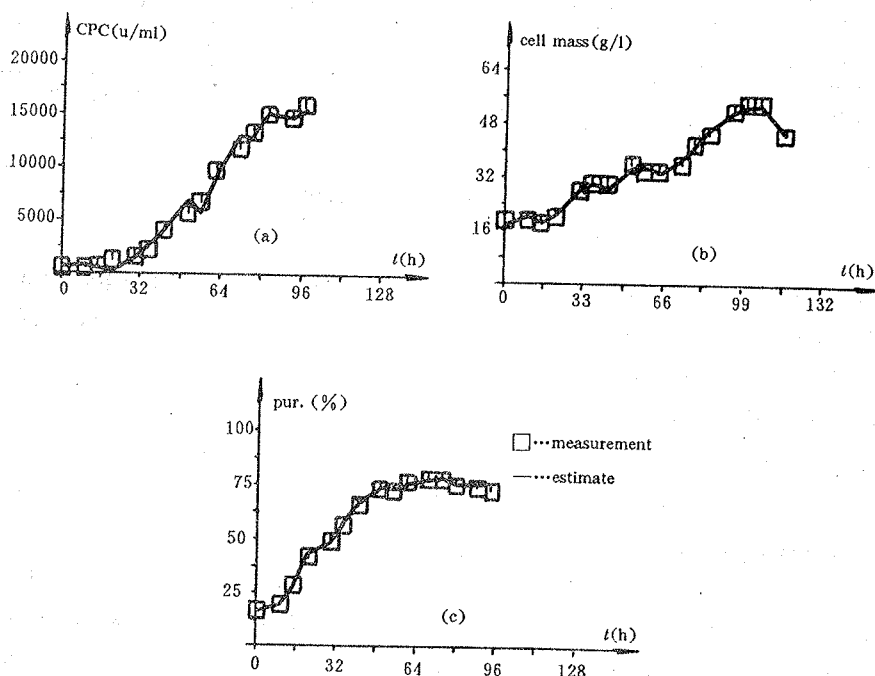 CPC(u/ml)
20000
15000
10000
5000
0
32
64
96
128
t(h)
(a)
cell mass(g/l)
64
48
32
16
0
33
66
99
132
t(h)
(b)
pur. (%)
100
75
50
25
0
32
64
96
128
t(h)
(c)
□···measurement
—···estimate